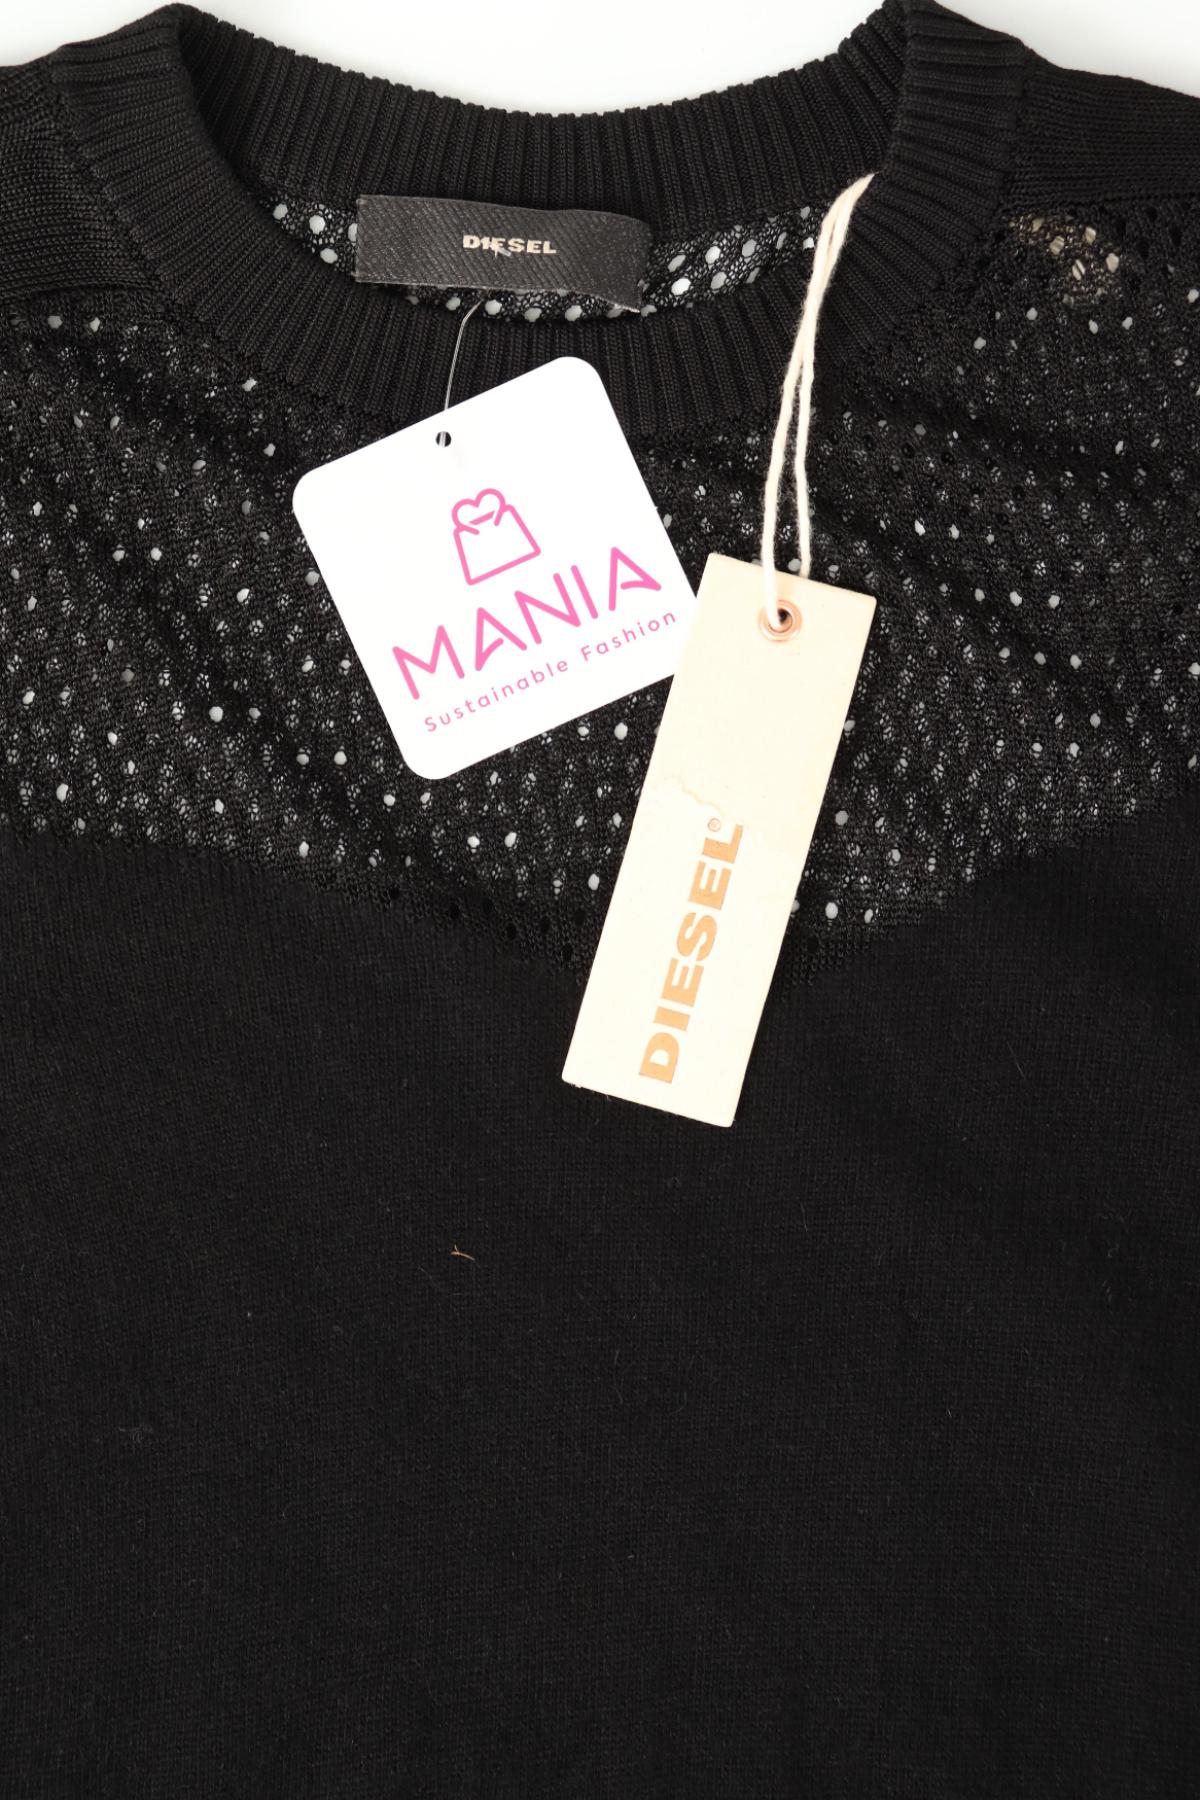 DIESEL
MANIA
Sustainable Fashion
DIESEL®